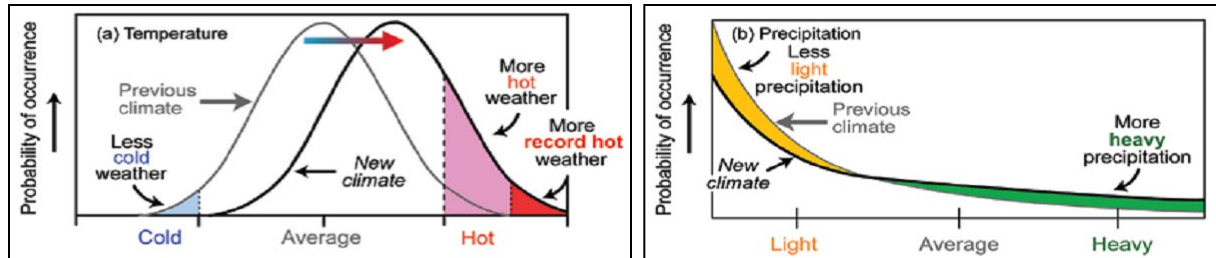 Probability of occurrence
(a) Temperature
Previous
climate
Less
cold
weather
New
climate
More
hot
weather
More
record hot
weather
Cold
Average
Hot
Probability of occurrence
(b) Precipitation
Less
light
precipitation
Previous
climate
New
climate
More
heavy
precipitation
Light
Average
Heavy